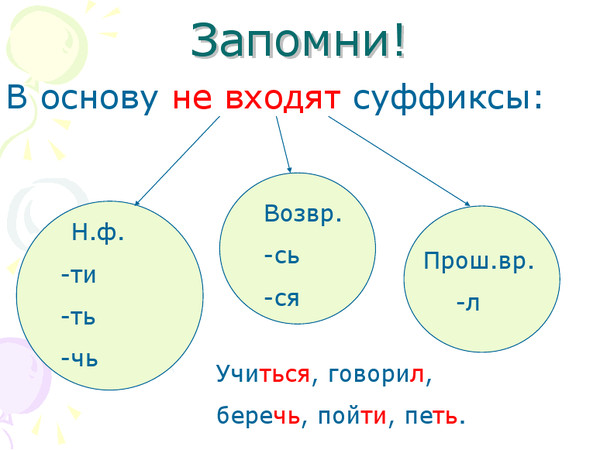 Запомни!
В основу не входят суффиксы:
Н.ф.
-ти
-ть
-чь
Возвр.
-сь
-ся
Прош.вр.
-л
Учиться, говорил,
беречь, пойти, петь.